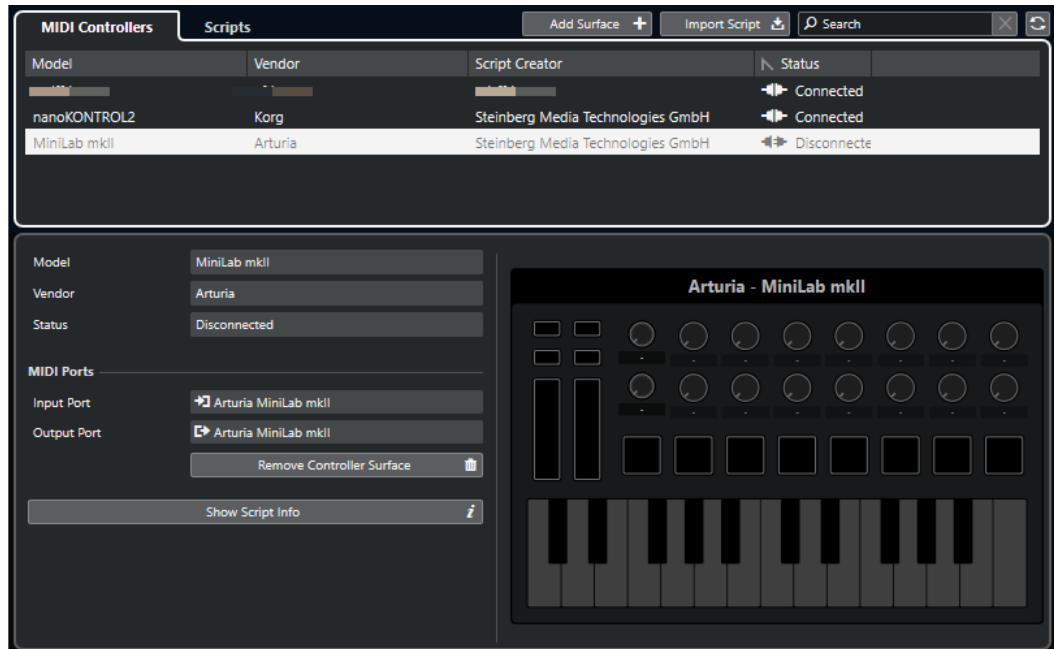 MIDI Controllers Scripts Add Surface Import Script Search
Model Vendor Script Creator Status
Connected
nanoKONTROL2 Korg Steinberg Media Technologies GmbH Connected
MiniLab mkII Arturia Steinberg Media Technologies GmbH Disconnecte
Model MiniLab mkII
Vendor Arturia
Status Disconnected
MIDI Ports
Input Port Arturia MiniLab mkII
Output Port Arturia MiniLab mkII
Remove Controller Surface
Show Script Info i
Arturia - MiniLab mkII